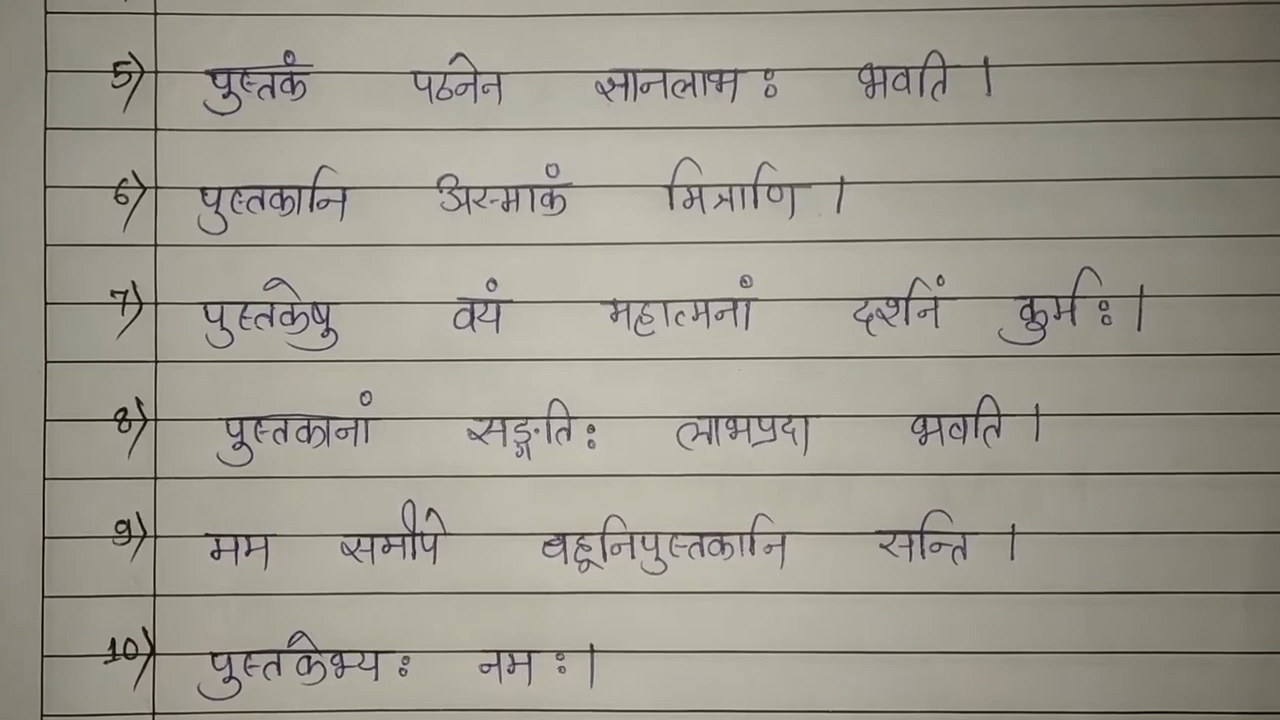 5) पुस्तकं पठनेन ज्ञानलाभः भवति ।
6) पुस्तकानि अस्माकं मित्राणि ।
7) पुस्तकेषु वयं महात्मनां दर्शनं कुर्मः ।
8) पुस्तकानां सङ्गतिः लाभप्रदा भवति ।
9) मम समीपे बहूनिपुस्तकानि सन्ति ।
10) पुस्तकेभ्यः नमः ।